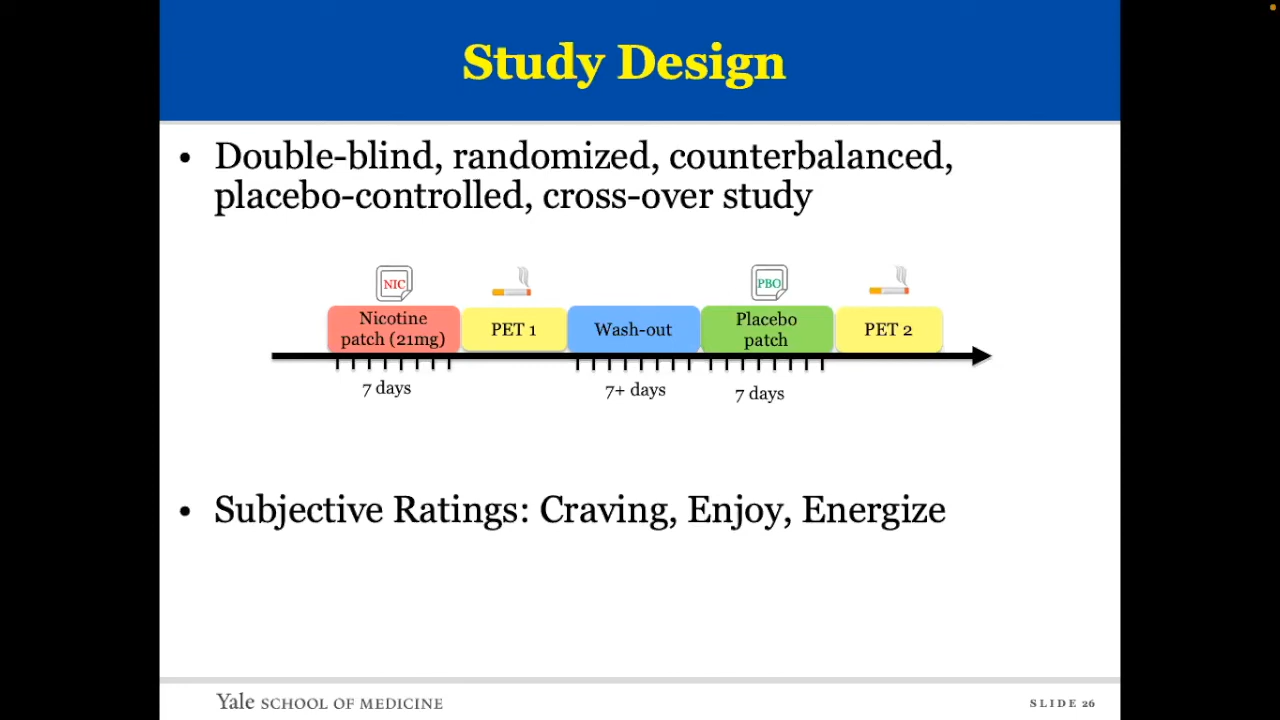 Study Design
• Double-blind, randomized, counterbalanced,
placebo-controlled, cross-over study
NIC
PBO
Nicotine
patch (21mg)
PET 1
Wash-out
Placebo
patch
PET 2
7 days
7+ days
7 days
• Subjective Ratings: Craving, Enjoy, Energize
Yale SCHOOL OF MEDICINE
SLIDE 26